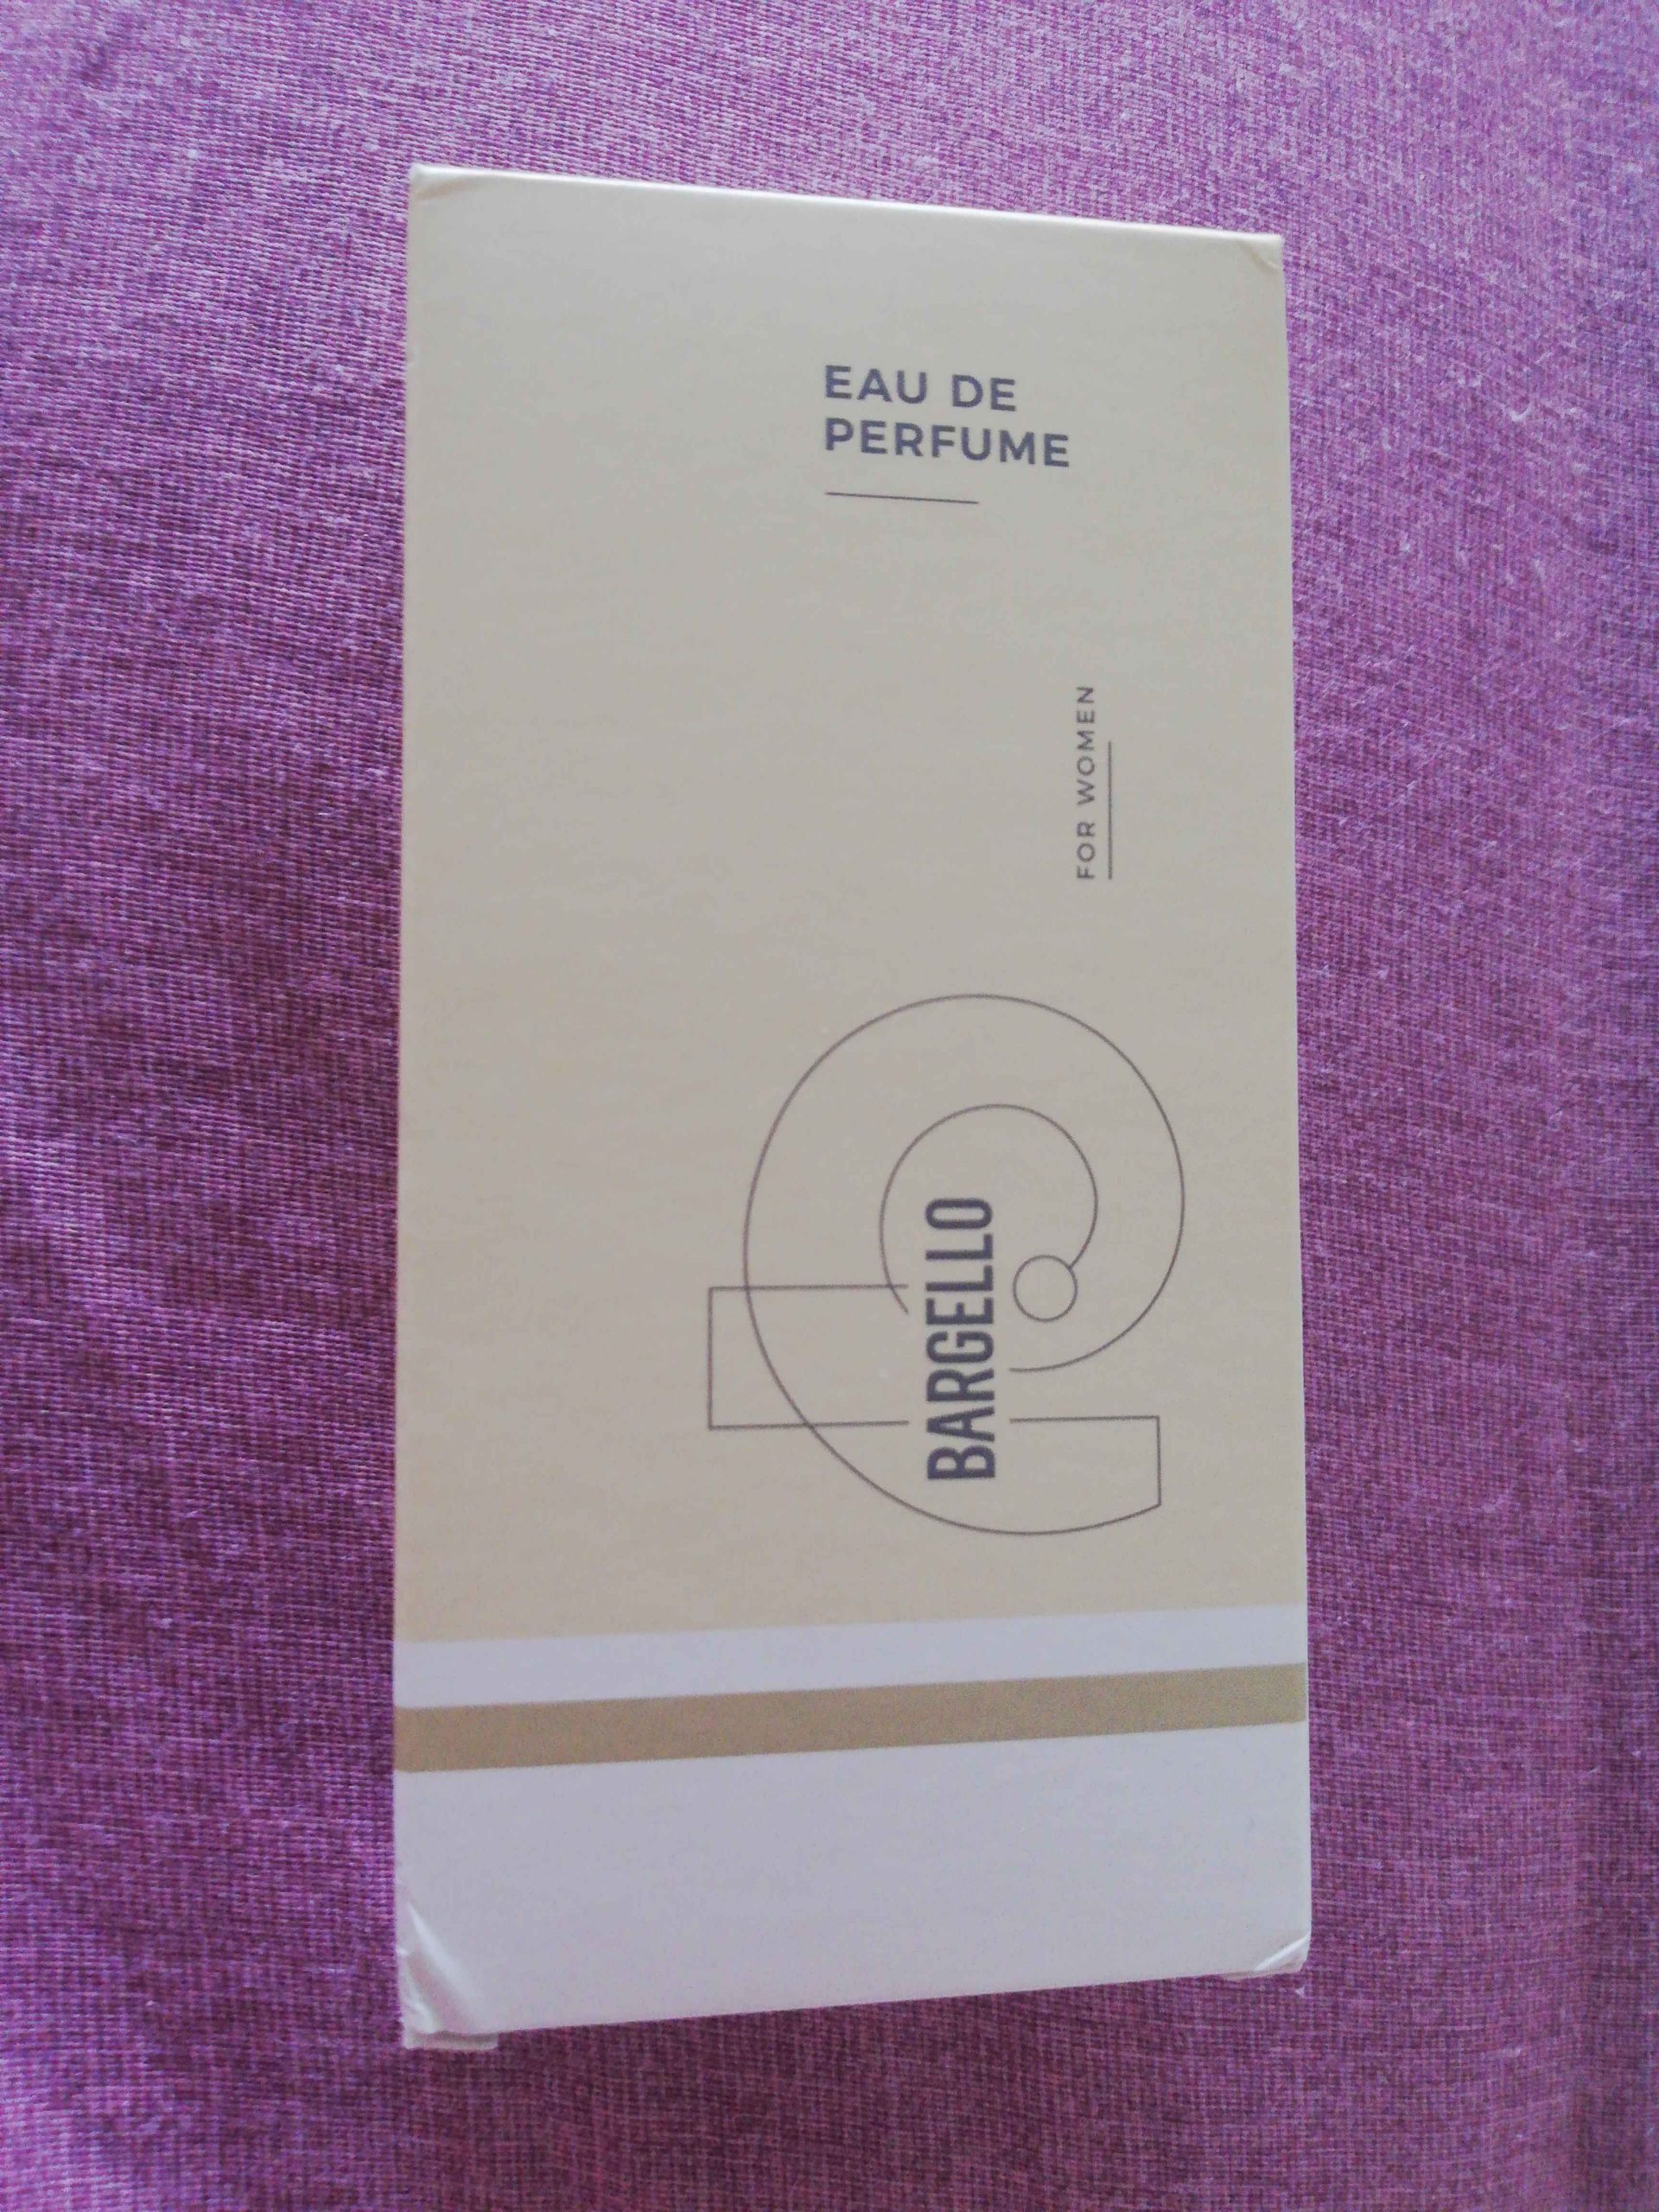 EAU DE
PERFUME
FOR WOMEN
BARGELLO